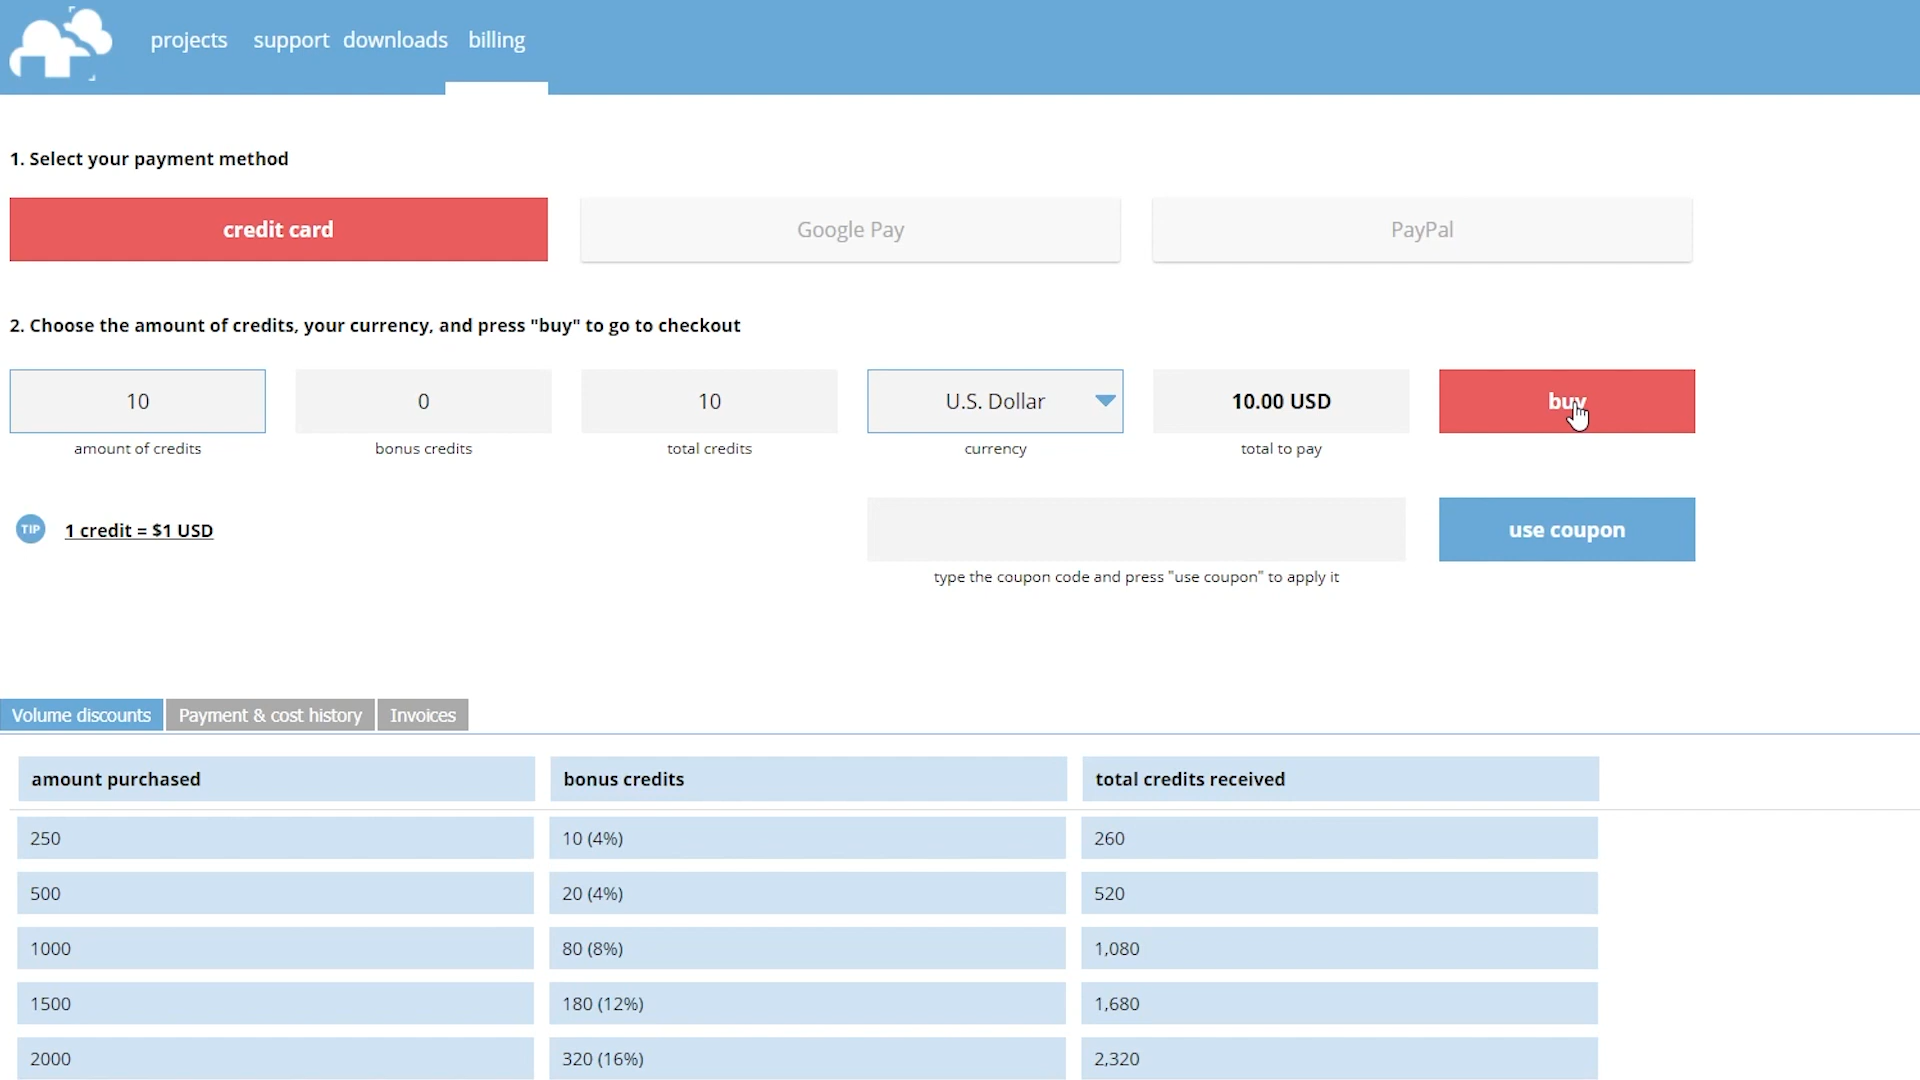 projects support downloads billing
1. Select your payment method
credit card Google Pay PayPal
2. Choose the amount of credits, your currency, and press "buy" to go to checkout
10 0 10 U.S. Dollar 10.00 USD buy
amount of credits bonus credits total credits currency total to pay
TIP 1 credit = $1 USD use coupon
type the coupon code and press "use coupon" to apply it
Volume discounts Payment & cost history Invoices
amount purchased bonus credits total credits received
250 10 (4%) 260
500 20 (4%) 520
1000 80 (8%) 1,080
1500 180 (12%) 1,680
2000 320 (16%) 2,320